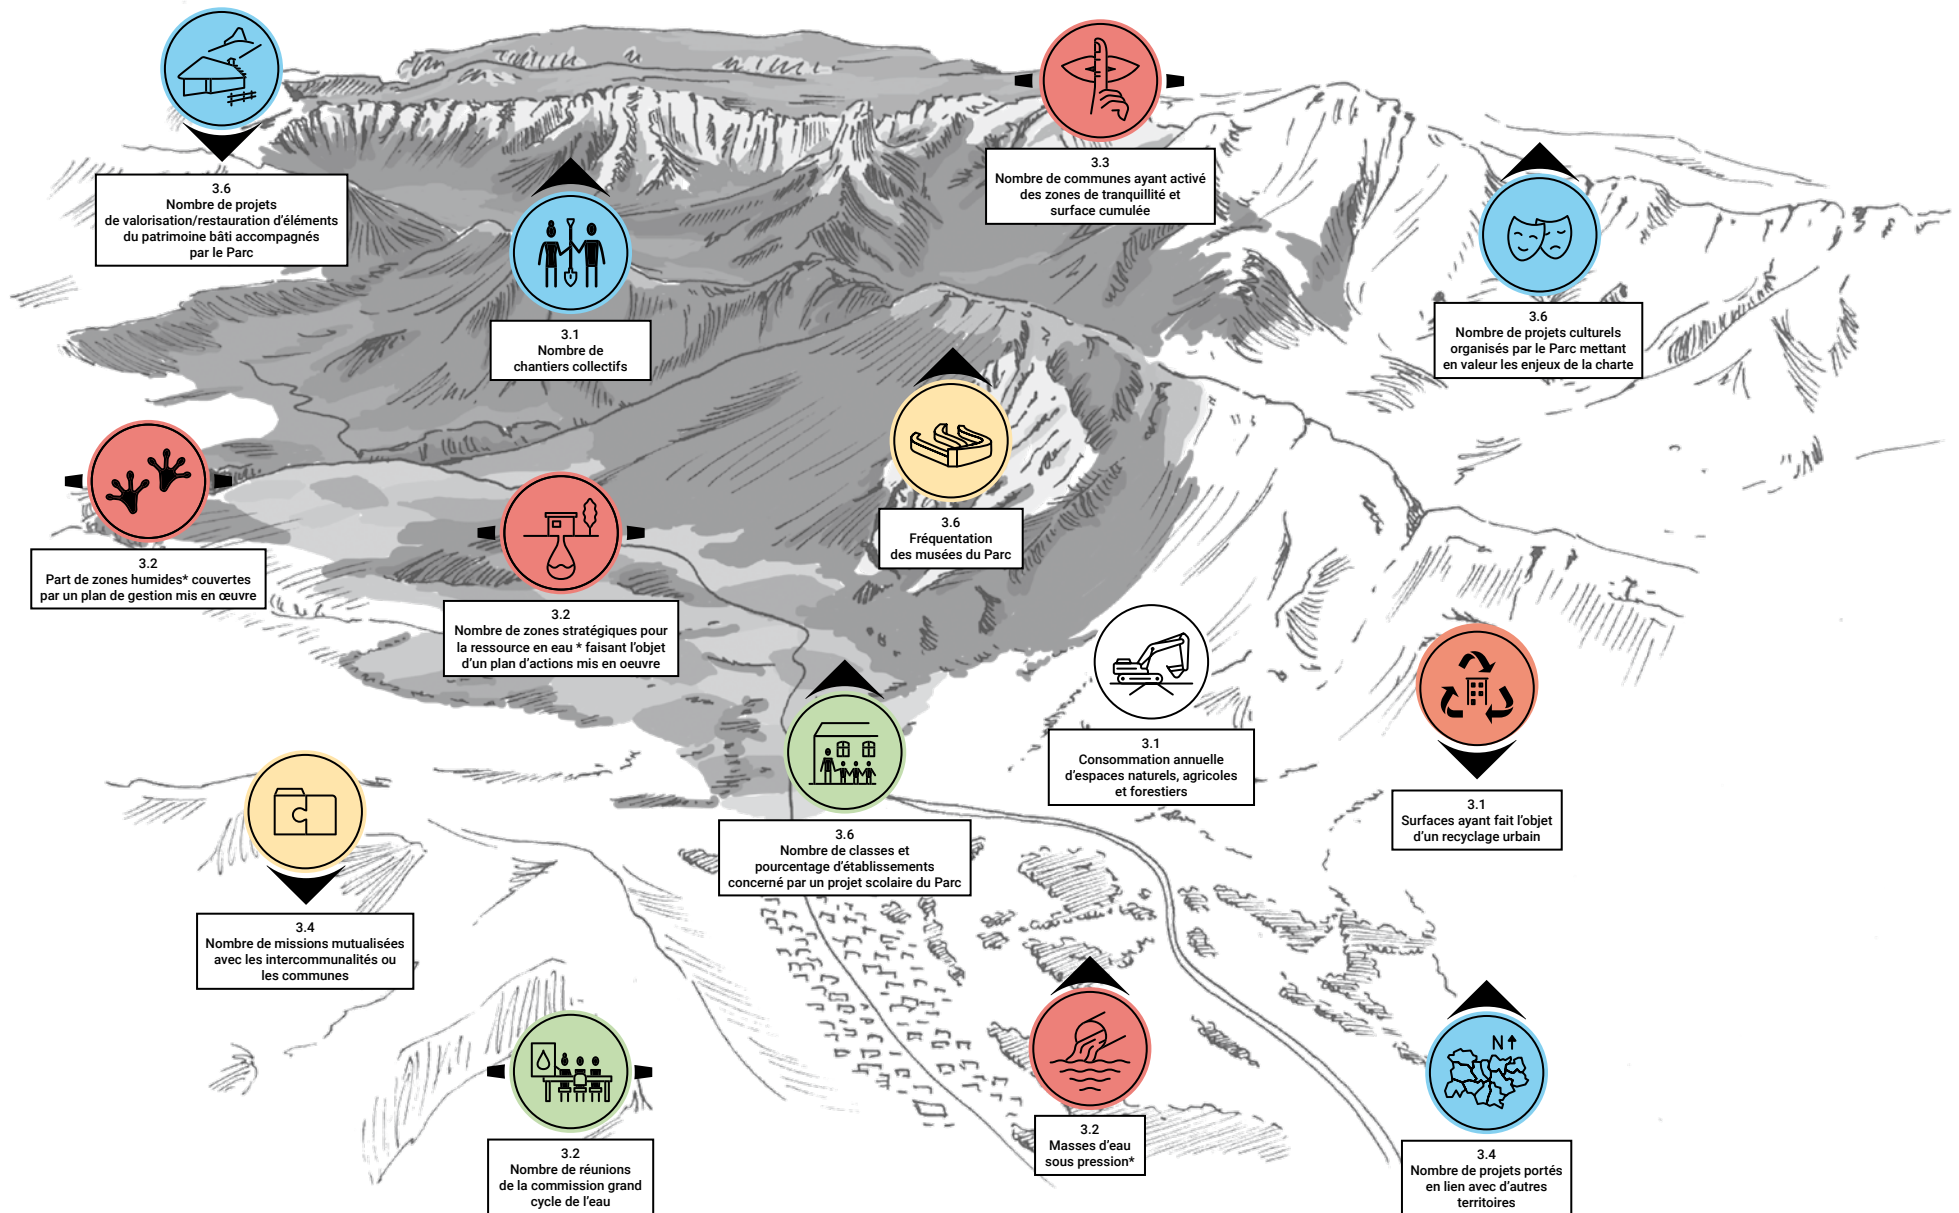 3.6
Nombre de projets
de valorisation/restauration d'éléments
du patrimoine bâti accompagnés
par le Parc
3.3
Nombre de communes ayant activé
des zones de tranquillité et
surface cumulée
3.1
Nombre de
chantiers collectifs
3.6
Nombre de projets culturels
organisés par le Parc mettant
en valeur les enjeux de la charte
3.2
Part de zones humides* couvertes
par un plan de gestion mis en œuvre
3.6
Fréquentation
des musées du Parc
3.2
Nombre de zones stratégiques pour
la ressource en eau * faisant l'objet
d'un plan d'actions mis en oeuvre
3.1
Consommation annuelle
d'espaces naturels, agricoles
et forestiers
3.1
Surfaces ayant fait l'objet
d'un recyclage urbain
3.6
Nombre de classes et
pourcentage d'établissements
concerné par un projet scolaire du Parc
3.4
Nombre de missions mutualisées
avec les intercommunalités ou
les communes
3.2
Nombre de réunions
de la commission grand
cycle de l'eau
3.2
Masses d'eau
sous pression*
N
3.4
Nombre de projets portés
en lien avec d'autres
territoires